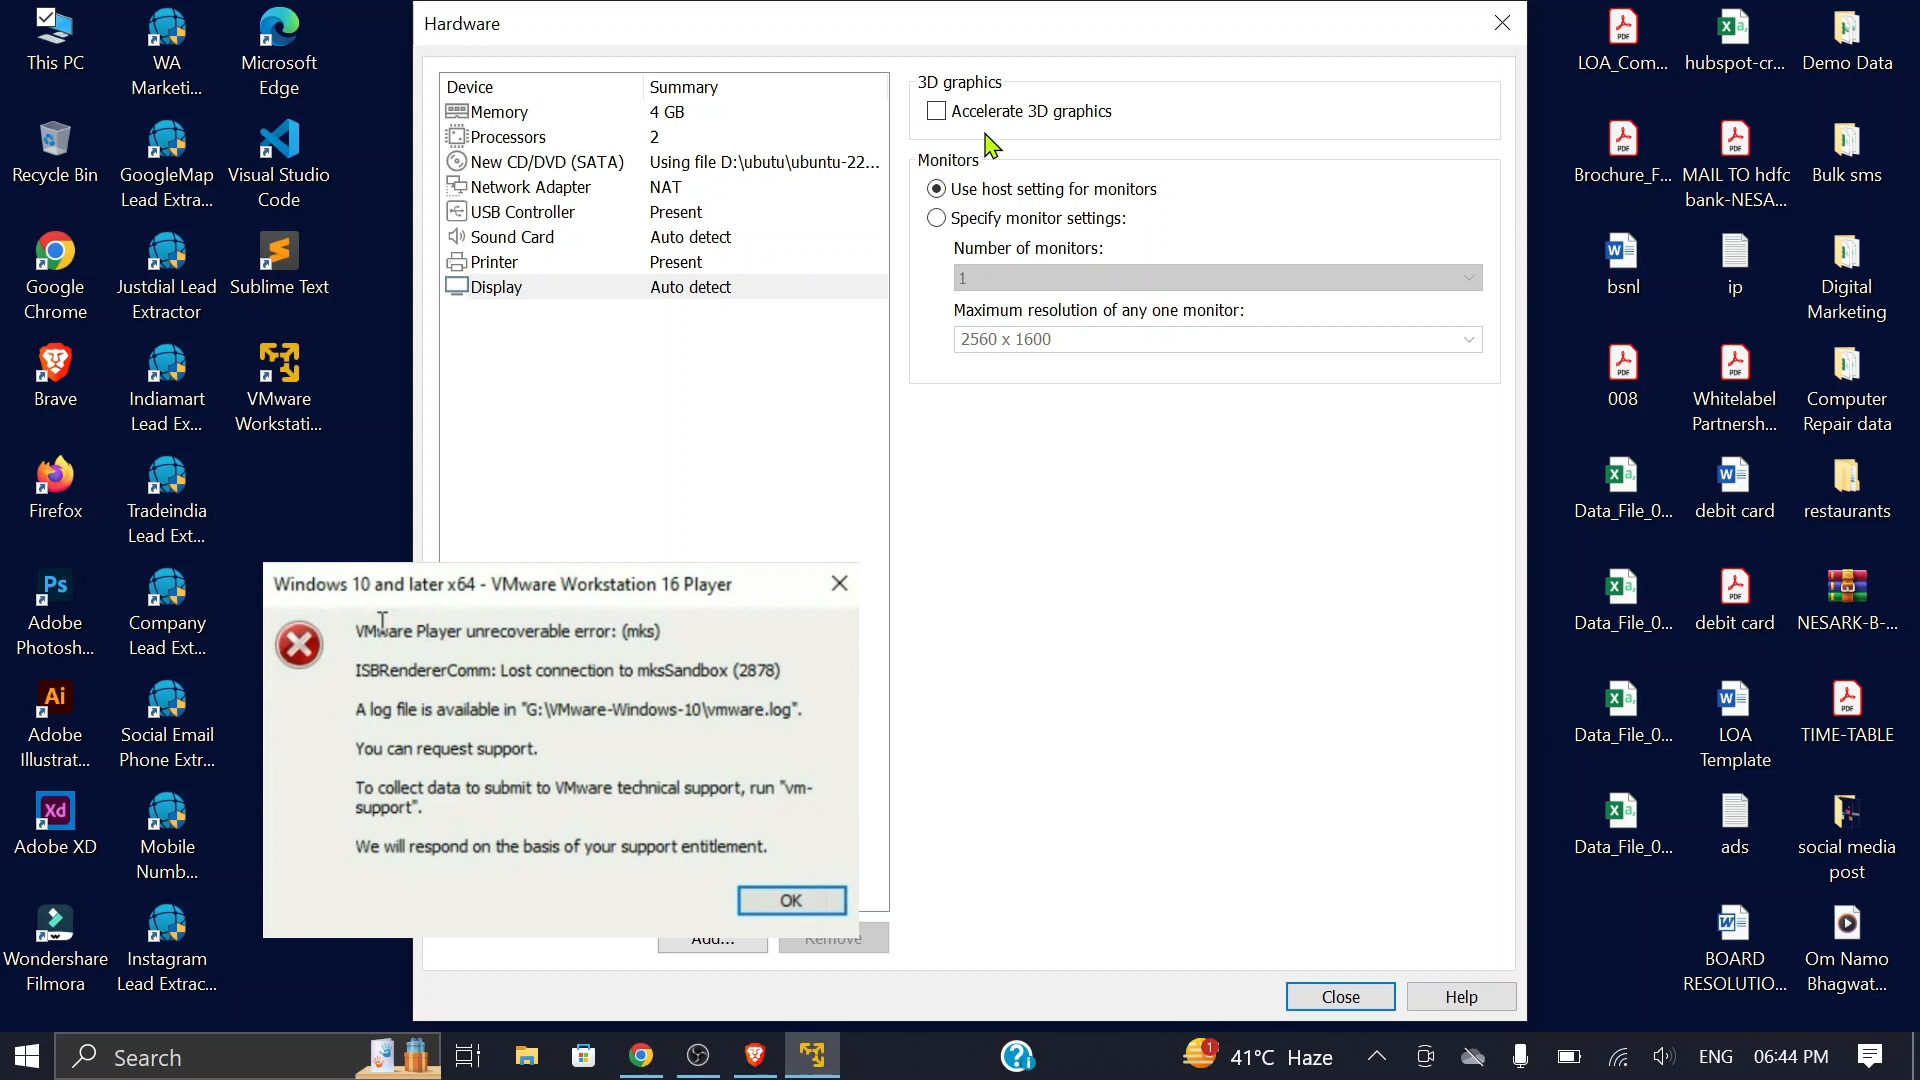 This PC
WA
Marketi...
Microsoft
Edge
Recycle Bin
GoogleMap
Lead Extra...
Visual Studio
Code
Google
Chrome
Justdial Lead
Extractor
Sublime Text
Brave
Indiamart
Lead Ex...
VMware
Workstati...
Firefox
Tradeindia
Lead Ext...
Adobe
Photosh...
Company
Lead Ext...
Adobe
Illustrat...
Social Email
Phone Extr...
Adobe XD
Mobile
Numb...
Wondershare
Filmora
Instagram
Lead Extrac...
Hardware
Device Summary
Memory 4 GB
Processors 2
New CD/DVD (SATA) Using file D:\ubutu\ubuntu-22...
Network Adapter NAT
USB Controller Present
Sound Card Auto detect
Printer Present
Display Auto detect
3D graphics
Accelerate 3D graphics
Monitors
Use host setting for monitors
Specify monitor settings:
Number of monitors:
1
Maximum resolution of any one monitor:
2560 x 1600
Windows 10 and later x64 - VMware Workstation 16 Player
VMware Player unrecoverable error: (mks)
ISBRendererComm: Lost connection to mksSandbox (2878)
A log file is available in "G:\VMware-Windows-10\vmware.log".
You can request support.
To collect data to submit to VMware technical support, run "vm-
support".
We will respond on the basis of your support entitlement.
OK
Add... Remove
Close Help
LOA_Com...
hubspot-cr...
Demo Data
Brochure_F...
MAIL TO hdfc
bank-NESA...
Bulk sms
bsnl
ip
Digital
Marketing
008
Whitelabel
Partnersh...
Computer
Repair data
Data_File_0...
debit card
restaurants
Data_File_0...
debit card
NESARK-B-...
Data_File_0...
LOA
Template
TIME-TABLE
Data_File_0...
ads
social media
post
BOARD
RESOLUTIO...
Om Namo
Bhagwat...
Search
1
41°C Haze
ENG 06:44 PM